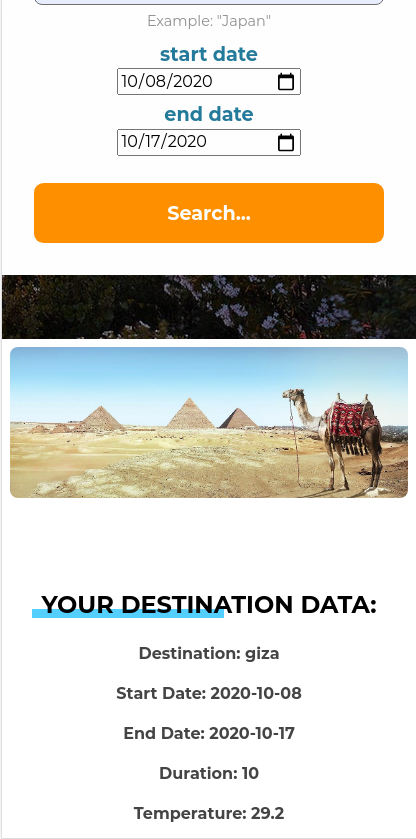 Example: "Japan"
start date
10/08/2020
end date
10/17/2020
Search...
YOUR DESTINATION DATA:
Destination: giza
Start Date: 2020-10-08
End Date: 2020-10-17
Duration: 10
Temperature: 29.2